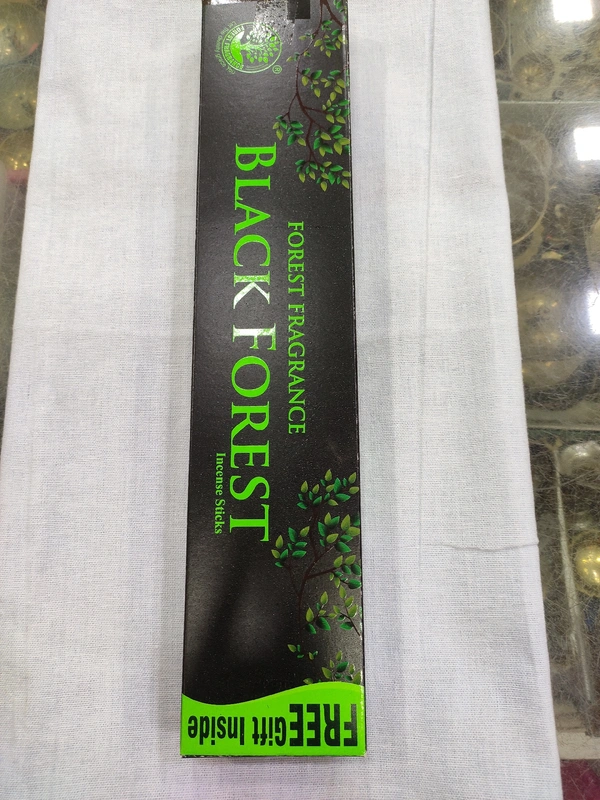 FOREST FRAGRANCE
BLACK FOREST
Incense Sticks
FREE Gift Inside